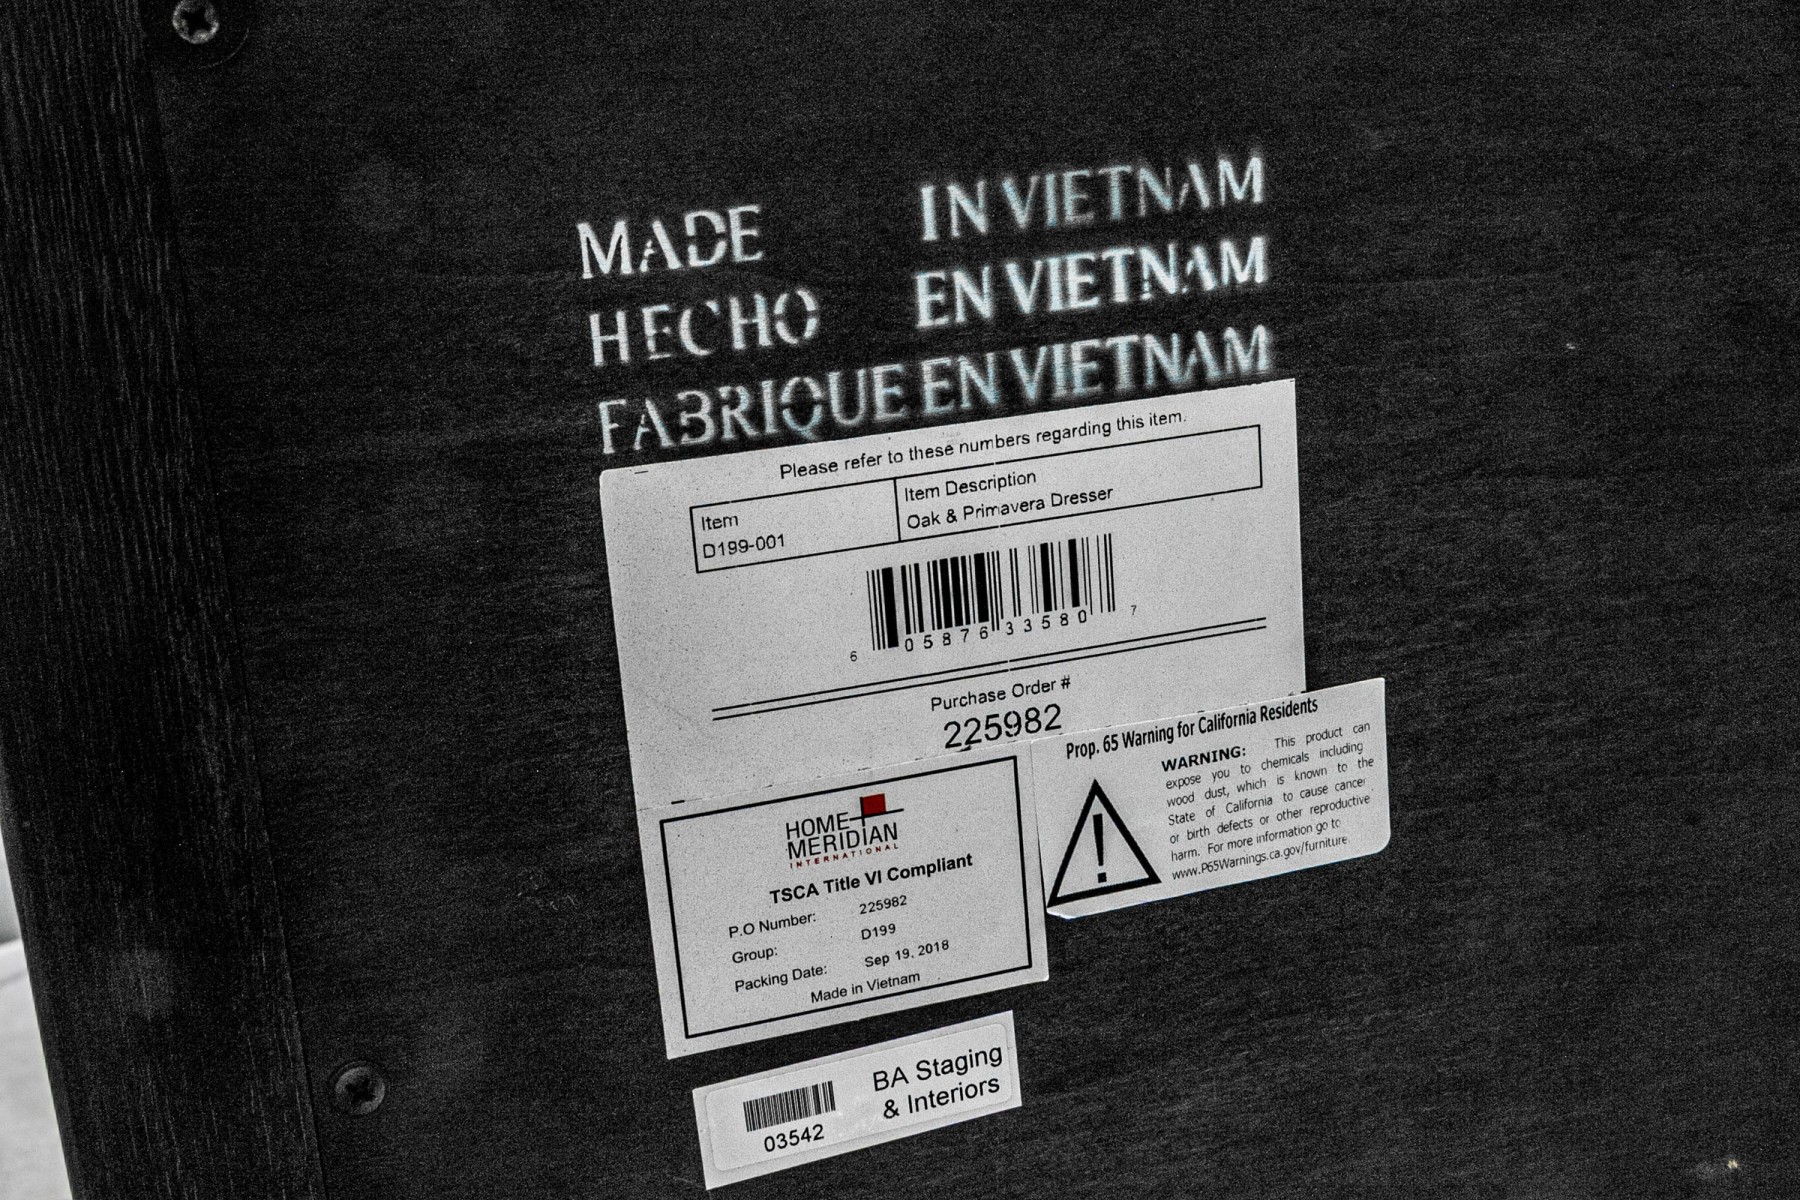 MADE IN VIETNAM
HECHO EN VIETNAM
FABRIQUE EN VIETNAM
Please refer to these numbers regarding this item.
Item
D199-001
Item Description
Oak & Primavera Dresser
6 05876 33580 7
Purchase Order #
225982
Prop. 65 Warning for California Residents
WARNING: This product can
expose you to chemicals including
wood dust, which is known to the
State of California to cause cancer
or birth defects or other reproductive
harm. For more information go to
www.P65Warnings.ca.gov/furniture.
HOME
MERIDIAN
INTERNATIONAL
TSCA Title VI Compliant
P.O Number: 225982
Group: D199
Packing Date: Sep 19, 2018
Made in Vietnam
BA Staging
& Interiors
03542